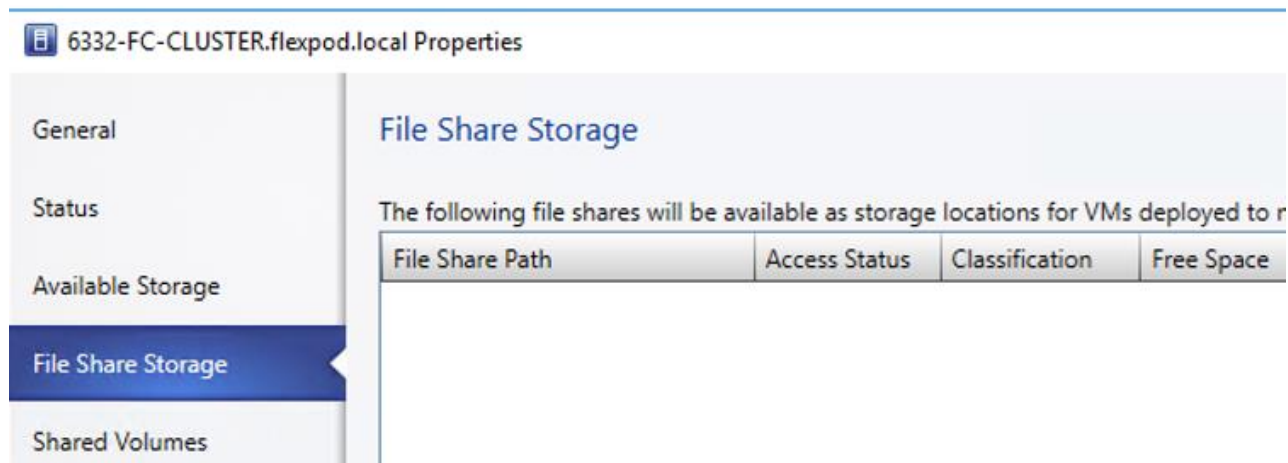 6332-FC-CLUSTER.flexpod.local Properties
General
Status
Available Storage
File Share Storage
Shared Volumes
File Share Storage
The following file shares will be available as storage locations for VMs deployed to
File Share Path Access Status Classification Free Space